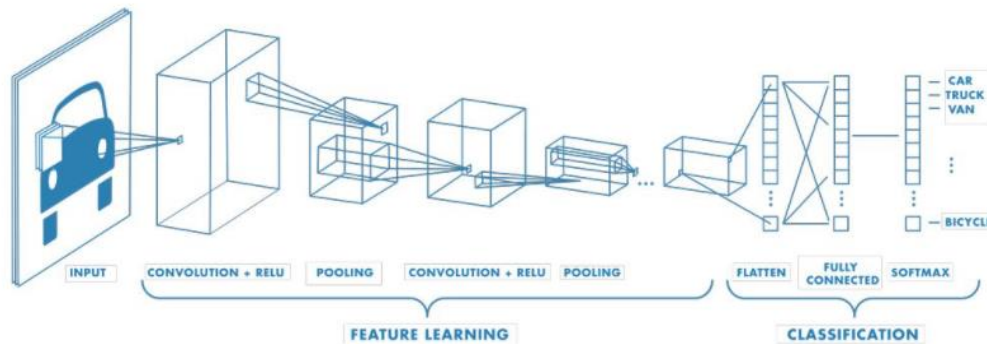 CAR
TRUCK
VAN
BICYCLE
INPUT
CONVOLUTION + RELU
POOLING
CONVOLUTION + RELU
POOLING
FLATTEN
FULLY
CONNECTED
SOFTMAX
FEATURE LEARNING
CLASSIFICATION